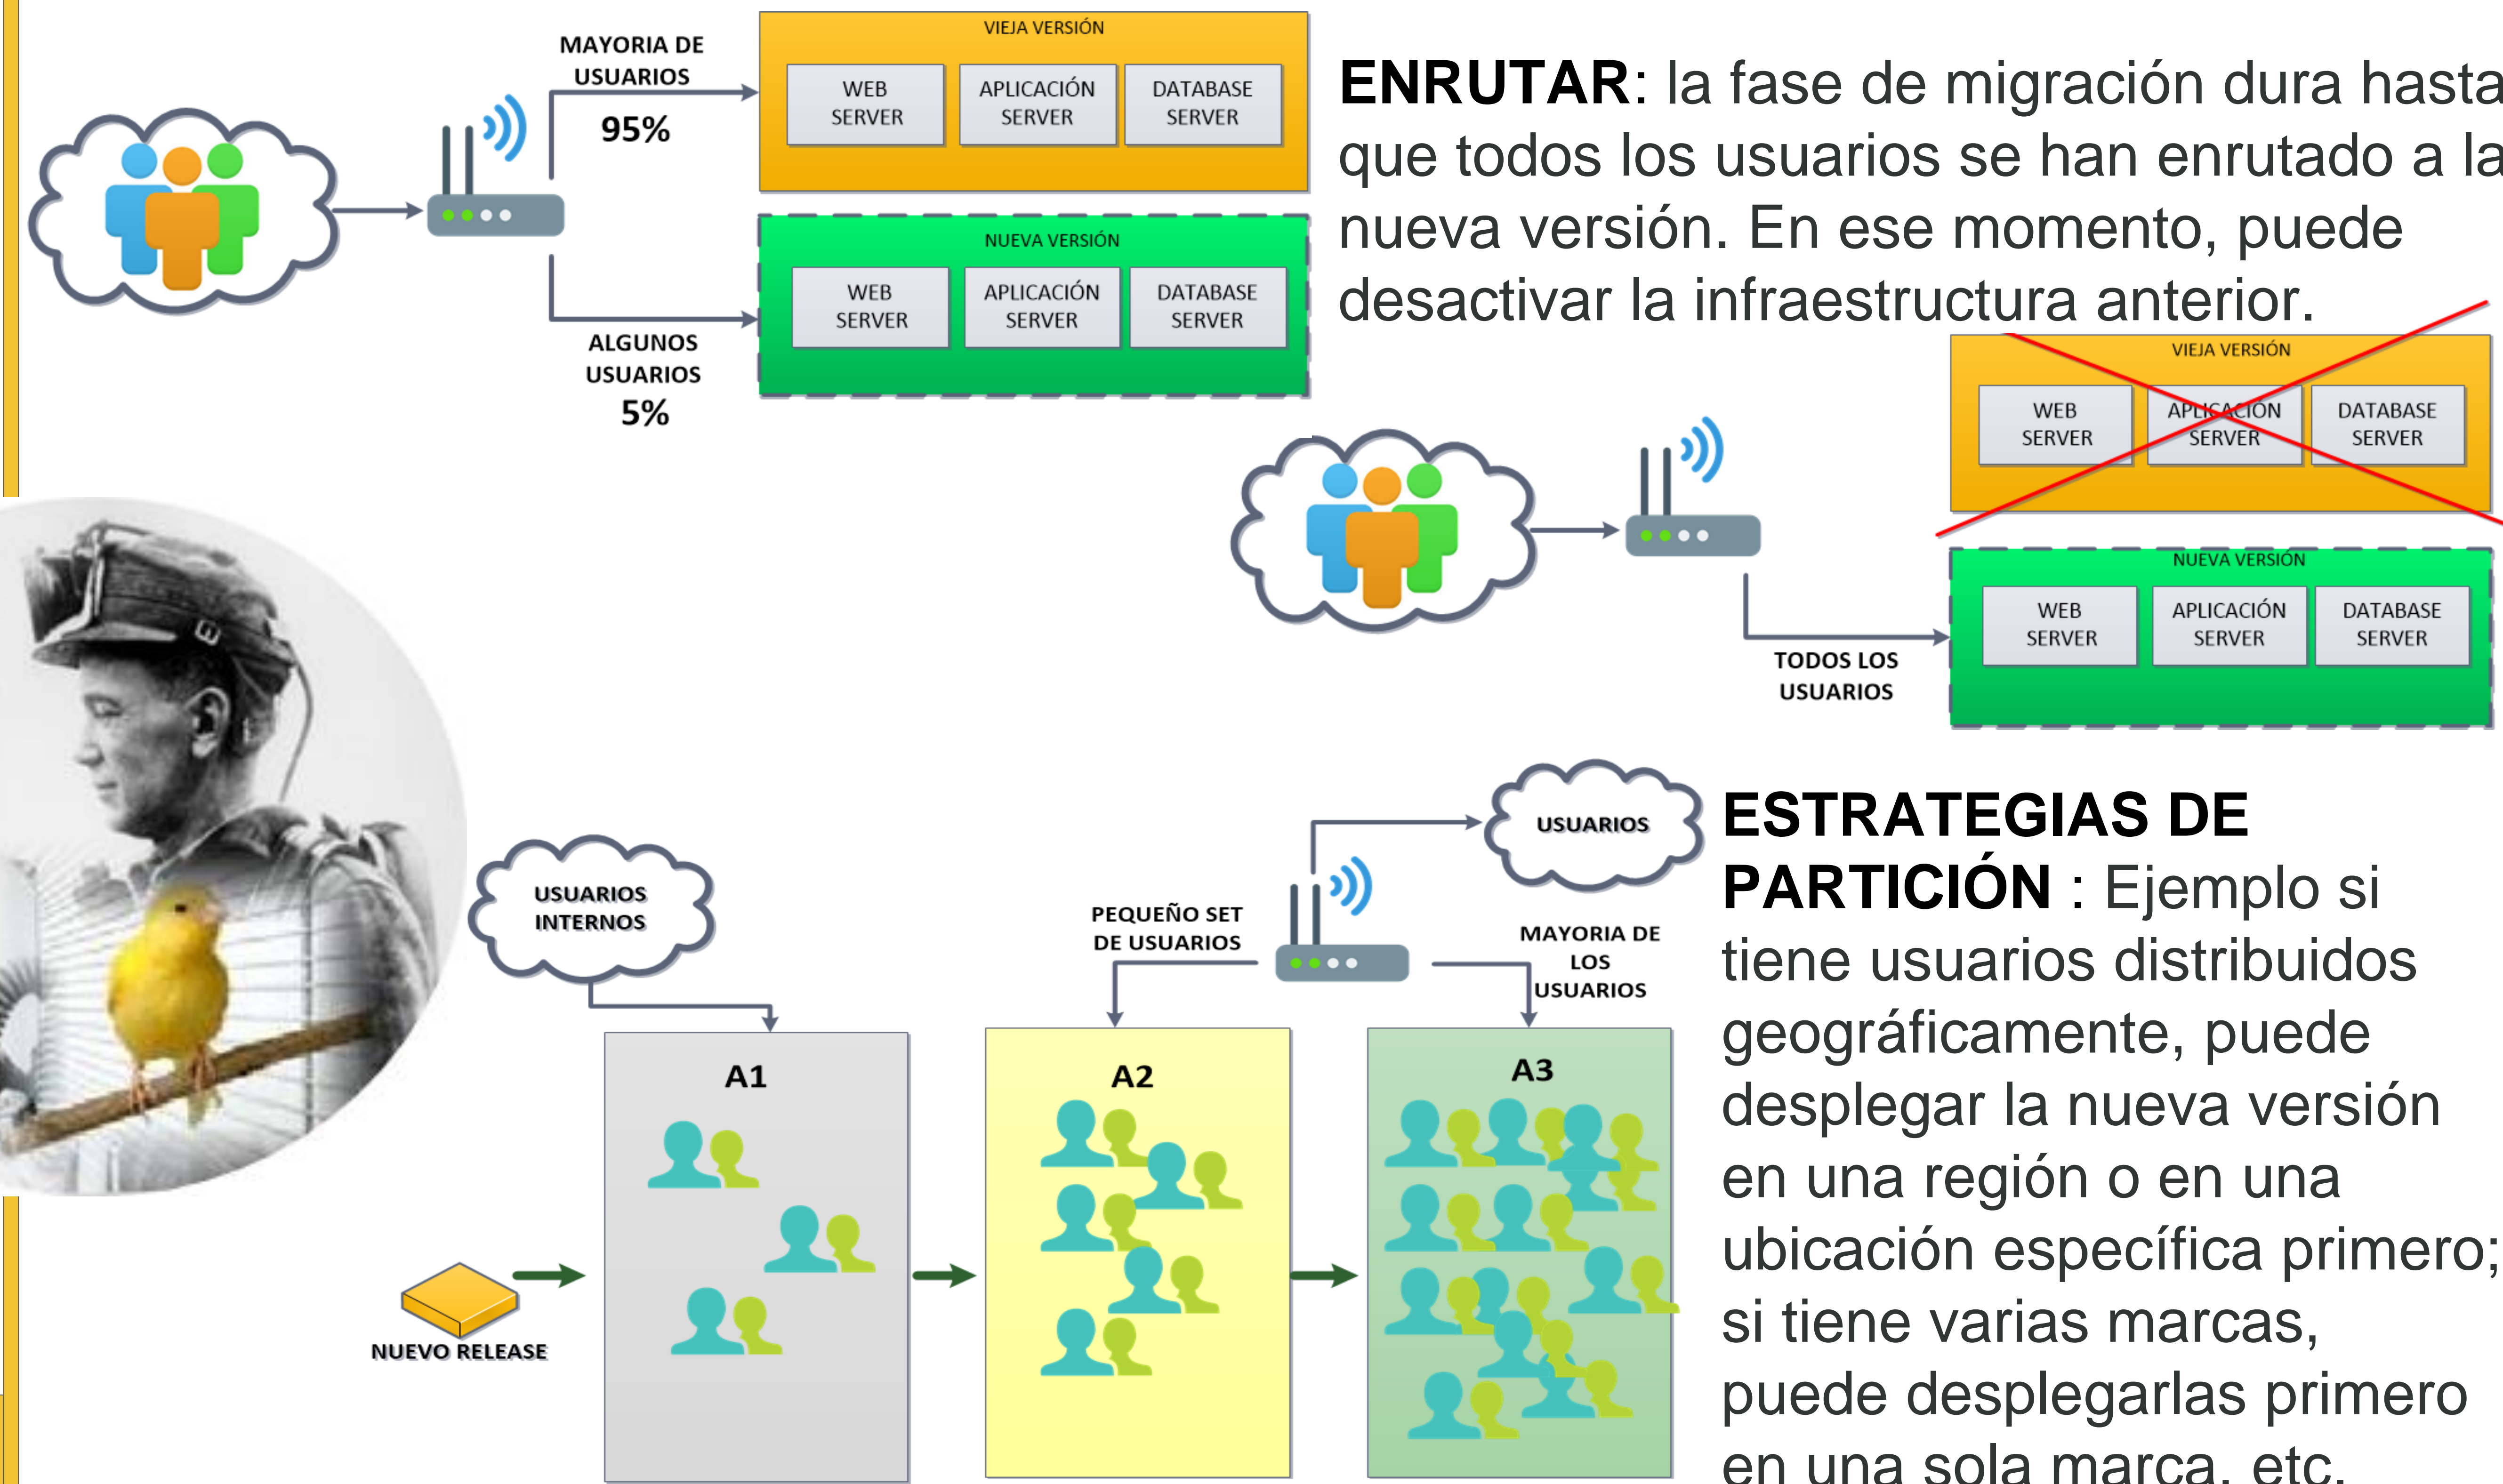 MAYORIA DE
USUARIOS
95%
VIEJA VERSIÓN
WEB
SERVER
APLICACIÓN
SERVER
DATABASE
SERVER
NUEVA VERSIÓN
WEB
SERVER
APLICACIÓN
SERVER
DATABASE
SERVER
ALGUNOS
USUARIOS
5%
ENRUTAR: la fase de migración dura hasta
que todos los usuarios se han enrutado a la
nueva versión. En ese momento, puede
desactivar la infraestructura anterior.
VIEJA VERSIÓN
WEB
SERVER
APLICACIÓN
SERVER
DATABASE
SERVER
NUEVA VERSIÓN
WEB
SERVER
APLICACIÓN
SERVER
DATABASE
SERVER
TODOS LOS
USUARIOS
USUARIOS
INTERNOS
USUARIOS
PEQUEÑO SET
DE USUARIOS
MAYORIA DE
LOS
USUARIOS
A1
A2
A3
NUEVO RELEASE
ESTRATEGIAS DE
PARTICIÓN : Ejemplo si
tiene usuarios distribuidos
geográficamente, puede
desplegar la nueva versión
en una región o en una
ubicación específica primero;
si tiene varias marcas,
puede desplegarlas primero
en una sola marca, etc.